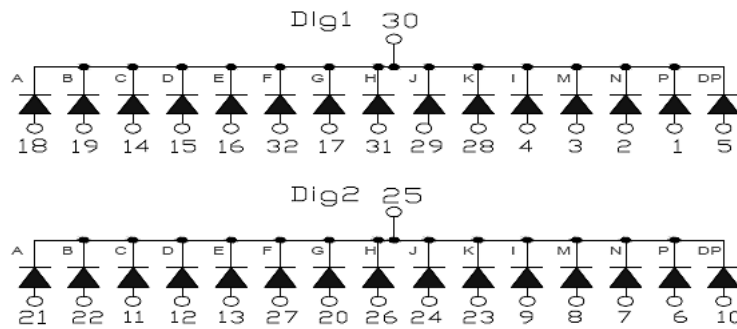 Dig1 30
A B C D E F G H J K I M N P DP
18 19 14 15 16 32 17 31 29 28 4 3 2 1 5
Dig2 25
A B C D E F G H J K I M N P DP
21 22 11 12 13 27 20 26 24 23 9 8 7 6 10